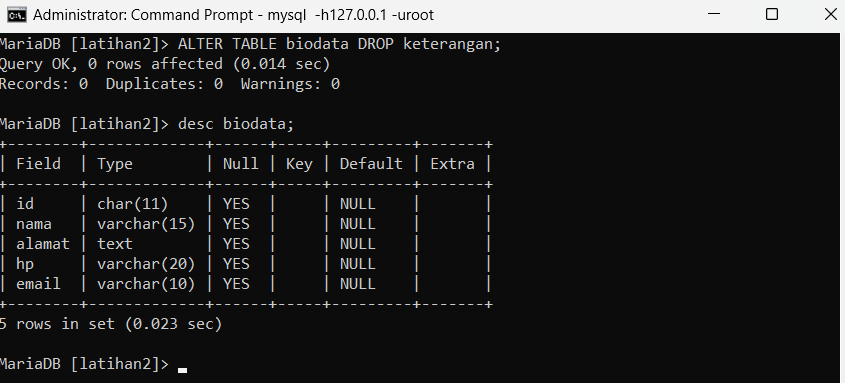 Administrator: Command Prompt - mysql  -h127.0.0.1 -uroot
MariaDB [latihan2]> ALTER TABLE biodata DROP keterangan;
Query OK, 0 rows affected (0.014 sec)
Records: 0  Duplicates: 0  Warnings: 0
MariaDB [latihan2]> desc biodata;
+--------+-------------+------+-----+---------+-------+
| Field  | Type        | Null | Key | Default | Extra |
+--------+-------------+------+-----+---------+-------+
| id     | char(11)    | YES  |     | NULL    |       |
| nama   | varchar(15) | YES  |     | NULL    |       |
| alamat | text        | YES  |     | NULL    |       |
| hp     | varchar(20) | YES  |     | NULL    |       |
| email  | varchar(10) | YES  |     | NULL    |       |
+--------+-------------+------+-----+---------+-------+
5 rows in set (0.023 sec)
MariaDB [latihan2]>